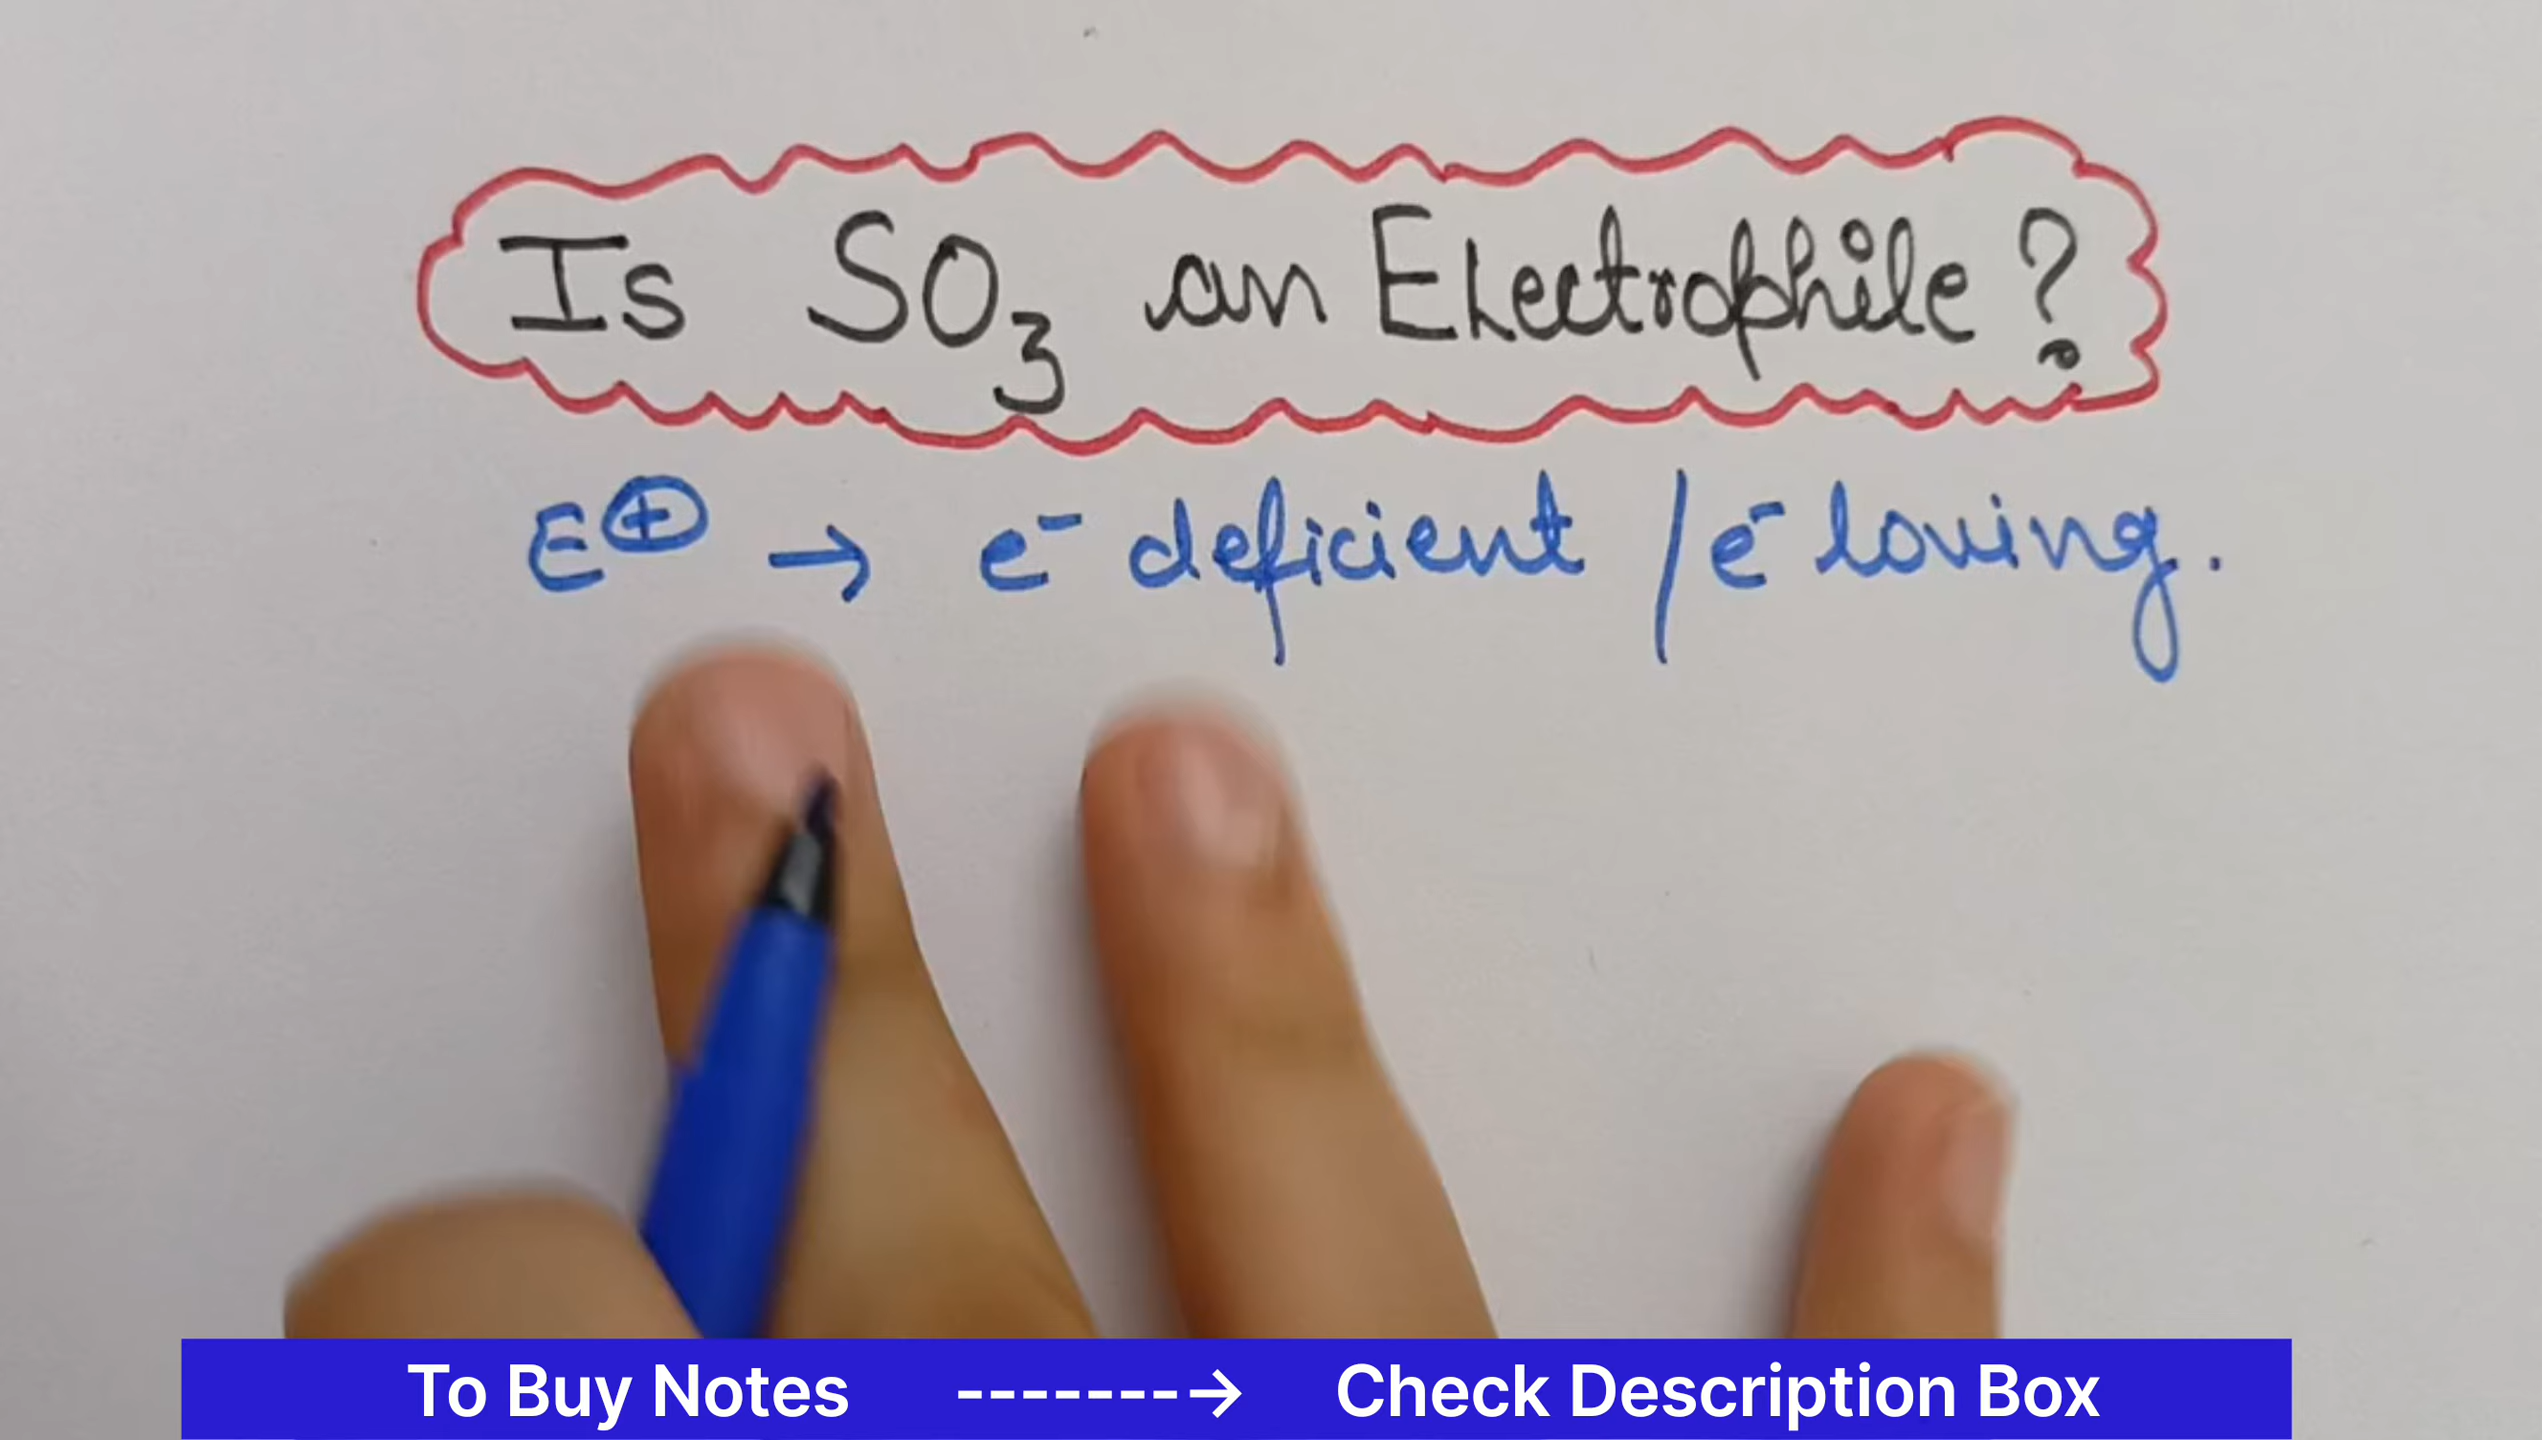 Is SO₃ an Electrophile?
E⊕ → e⁻ deficient / e⁻ loving.
To Buy Notes -------→ Check Description Box